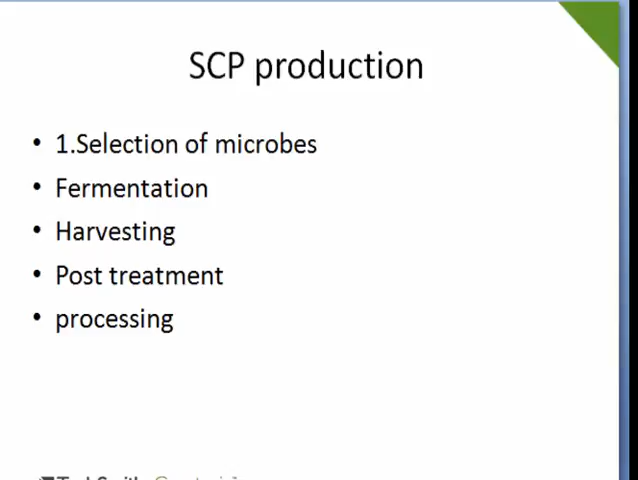 SCP production
• 1.Selection of microbes
• Fermentation
• Harvesting
• Post treatment
• processing